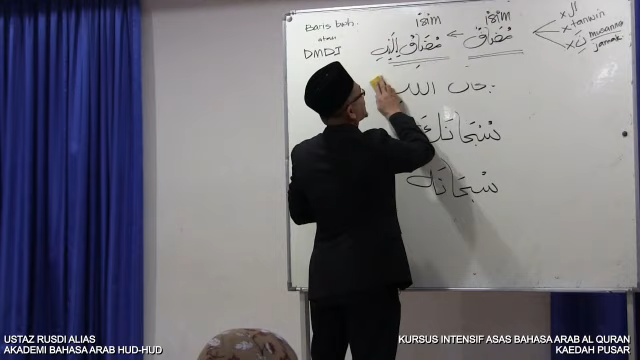 Baris bwh.
atau
DMDI
isim isim
مُضَافٌ ← مُضَافٌ إِلَيْهِ
x ال
x tanwin
x نِ musanna
jamak
سُبْحَانَكَ
سُبْحَانَه
USTAZ RUSDI ALIAS
AKADEMI BAHASA ARAB HUD-HUD
KURSUS INTENSIF ASAS BAHASA ARAB AL QURAN
KAEDAH PUSAR